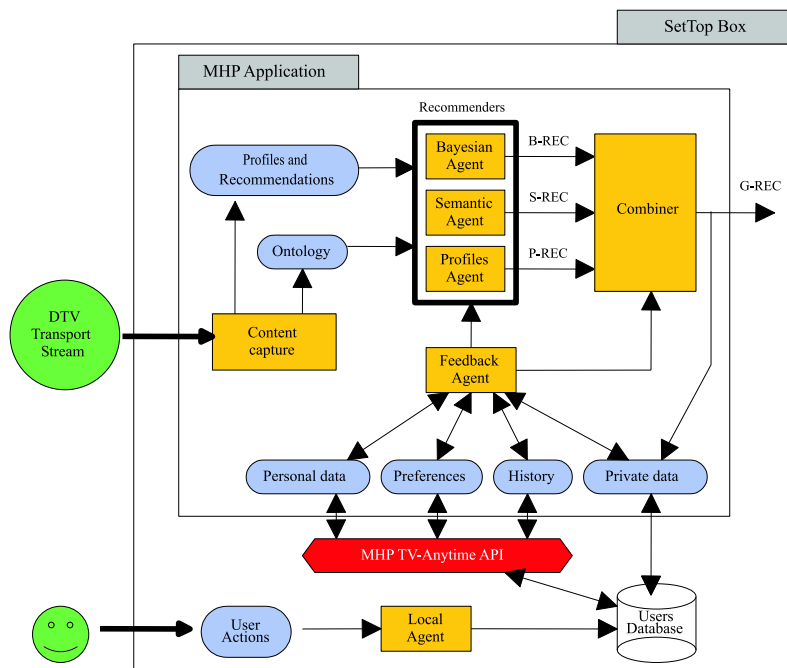 SetTop Box
MHP Application
Recommenders
Profiles and
Recommendations
Bayesian
Agent
B-REC
Semantic
Agent
S-REC
Combiner
G-REC
Ontology
Profiles
Agent
P-REC
DTV
Transport
Stream
Content
capture
Feedback
Agent
Personal data
Preferences
History
Private data
MHP TV-Anytime API
User
Actions
Local
Agent
Users
Database